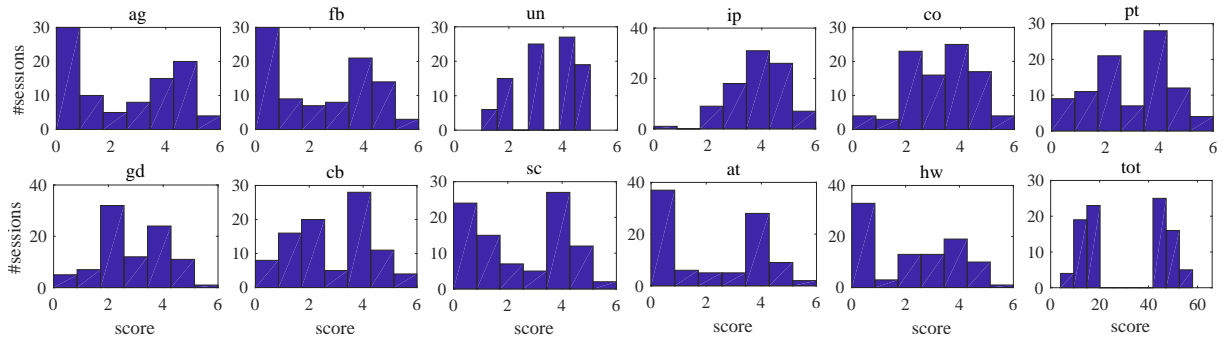 ag fb un ip co pt
30 30 30 40 30 30
20 20 20 20 20 20
10 10 10 10 10
0 0 0 0 0 0
0 2 4 6 0 2 4 6 0 1 2 3 4 5 6 0 2 4 6 0 2 4 6 0 2 4 6
#sessions
gd cb sc at hw tot
40 30 30 40 40 30
20 20 20 20 20 20
10 10 10
0 0 0 0 0 0
0 2 4 6 0 2 4 6 0 2 4 6 0 2 4 6 0 2 4 6 0 20 40 60
#sessions
score score score score score score